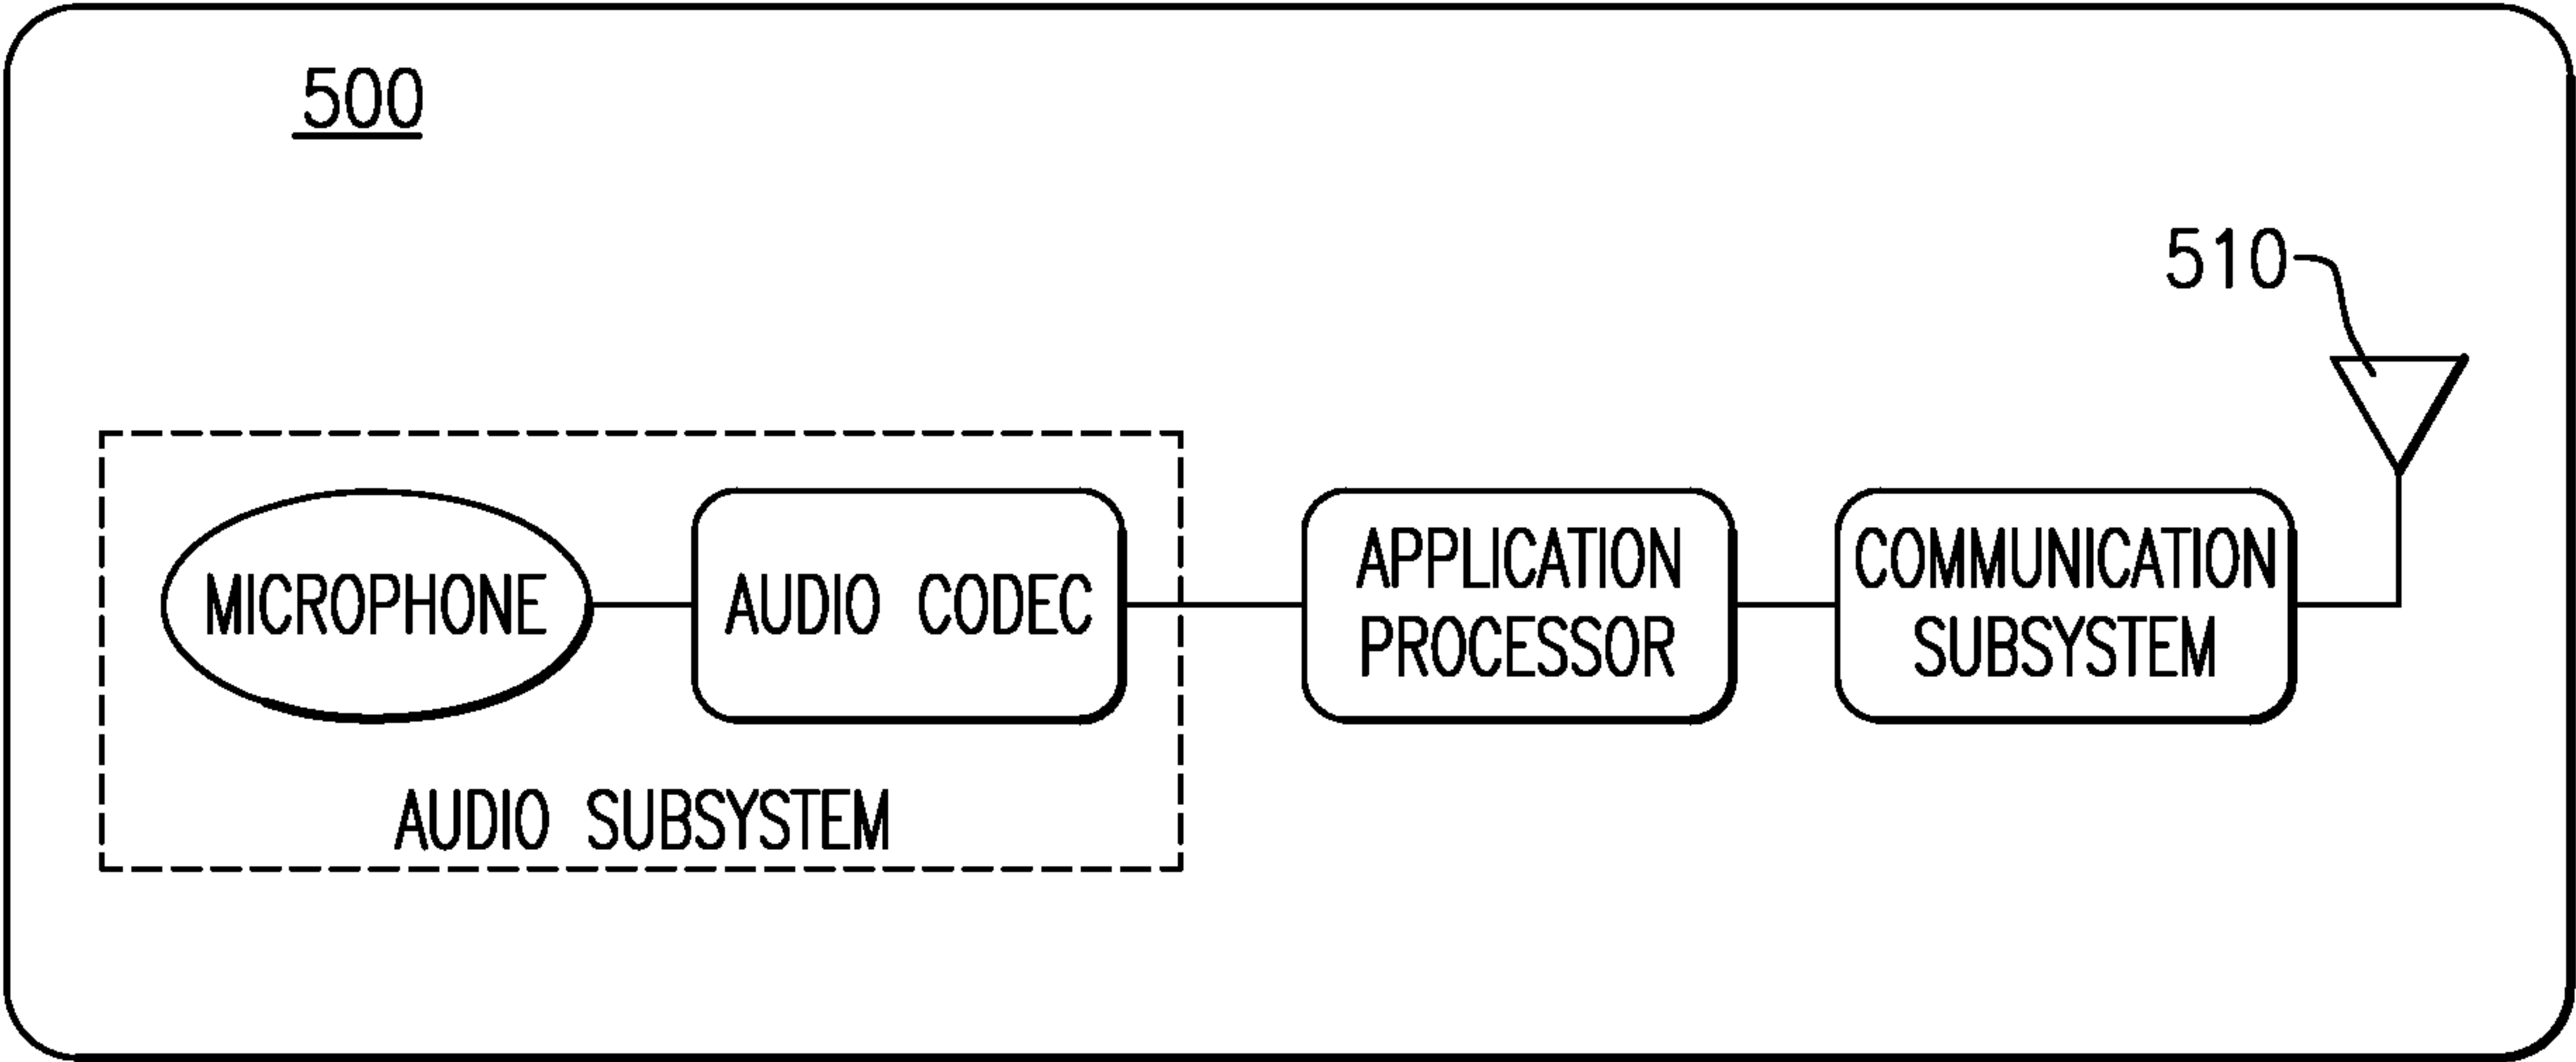 500
510
MICROPHONE
AUDIO CODEC
APPLICATION
PROCESSOR
COMMUNICATION
SUBSYSTEM
AUDIO SUBSYSTEM